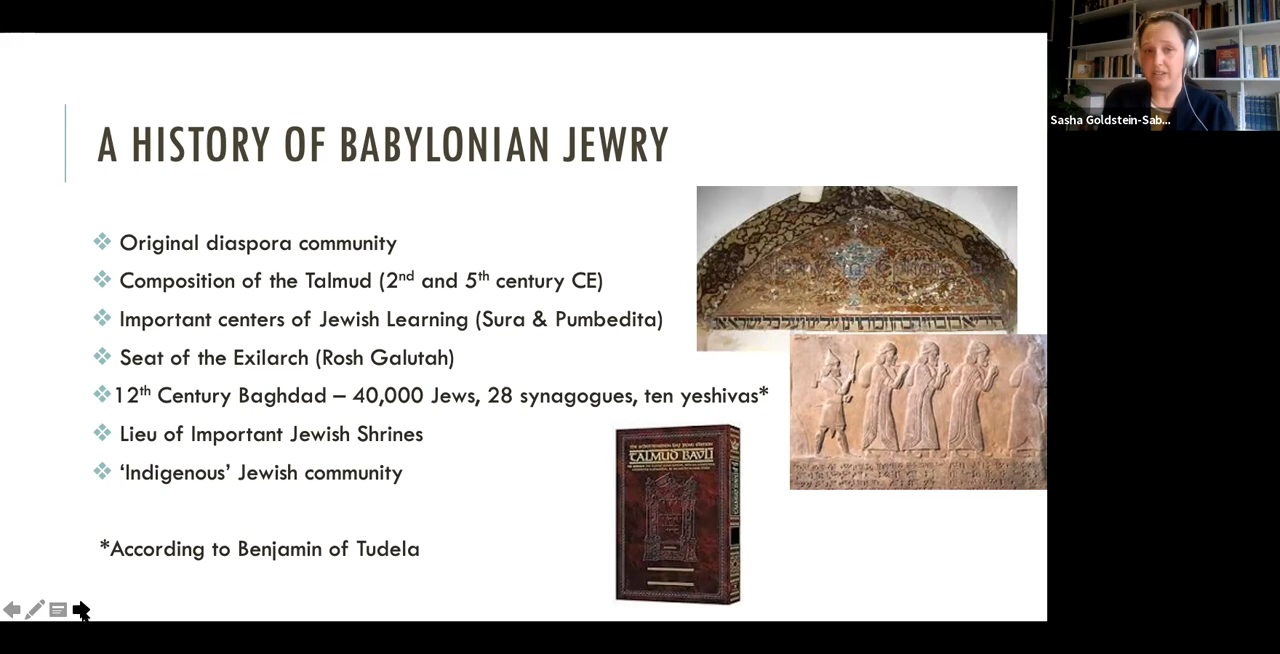 A HISTORY OF BABYLONIAN JEWRY
Original diaspora community
Composition of the Talmud (2nd and 5th century CE)
Important centers of Jewish Learning (Sura & Pumbedita)
Seat of the Exilarch (Rosh Galutah)
12th Century Baghdad – 40,000 Jews, 28 synagogues, ten yeshivas*
Lieu of Important Jewish Shrines
‘Indigenous’ Jewish community
*According to Benjamin of Tudela
Sasha Goldstein-Sab...
TALMUD BAVLI